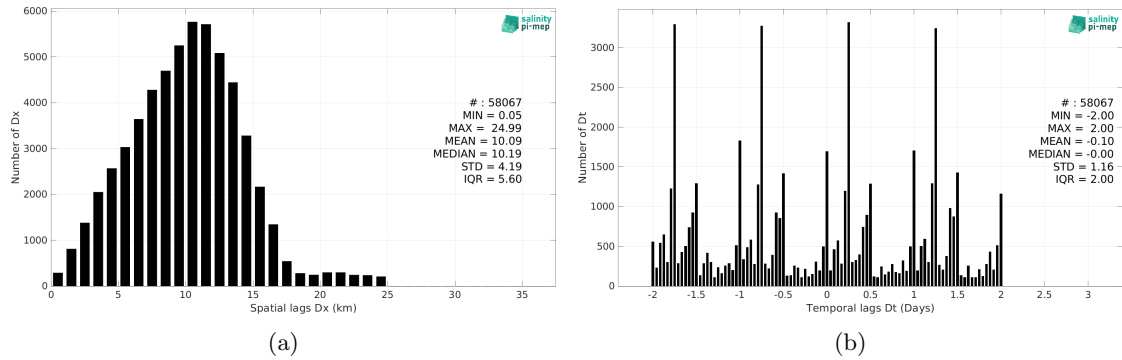 6000
5000
4000
3000
2000
1000
0
0
5
10
15
20
25
30
35
Number of Dx
Spatial lags Dx (km)
salinity
pi-mep
# : 58067
MIN = 0.05
MAX = 24.99
MEAN = 10.09
MEDIAN = 10.19
STD = 4.19
IQR = 5.60
(a)
3000
2500
2000
1500
1000
500
0
-2
-1.5
-1
-0.5
0
0.5
1
1.5
2
2.5
3
Number of Dt
Temporal lags Dt (Days)
salinity
pi-mep
# : 58067
MIN = -2.00
MAX = 2.00
MEAN = -0.10
MEDIAN = -0.00
STD = 1.16
IQR = 2.00
(b)